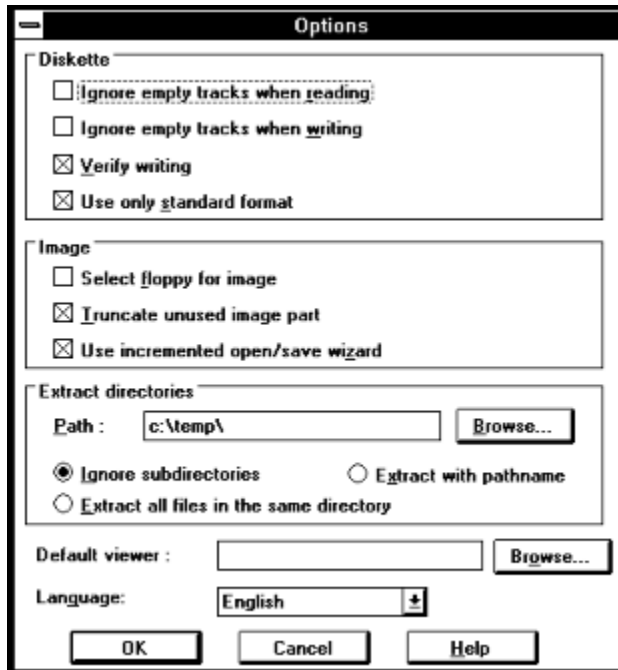 Options
Diskette
Ignore empty tracks when reading
Ignore empty tracks when writing
Verify writing
Use only standard format
Image
Select floppy for image
Truncate unused image part
Use incremented open/save wizard
Extract directories
Path : c:\temp\ Browse...
Ignore subdirectories Extract with pathname
Extract all files in the same directory
Default viewer : Browse...
Language: English
OK Cancel Help